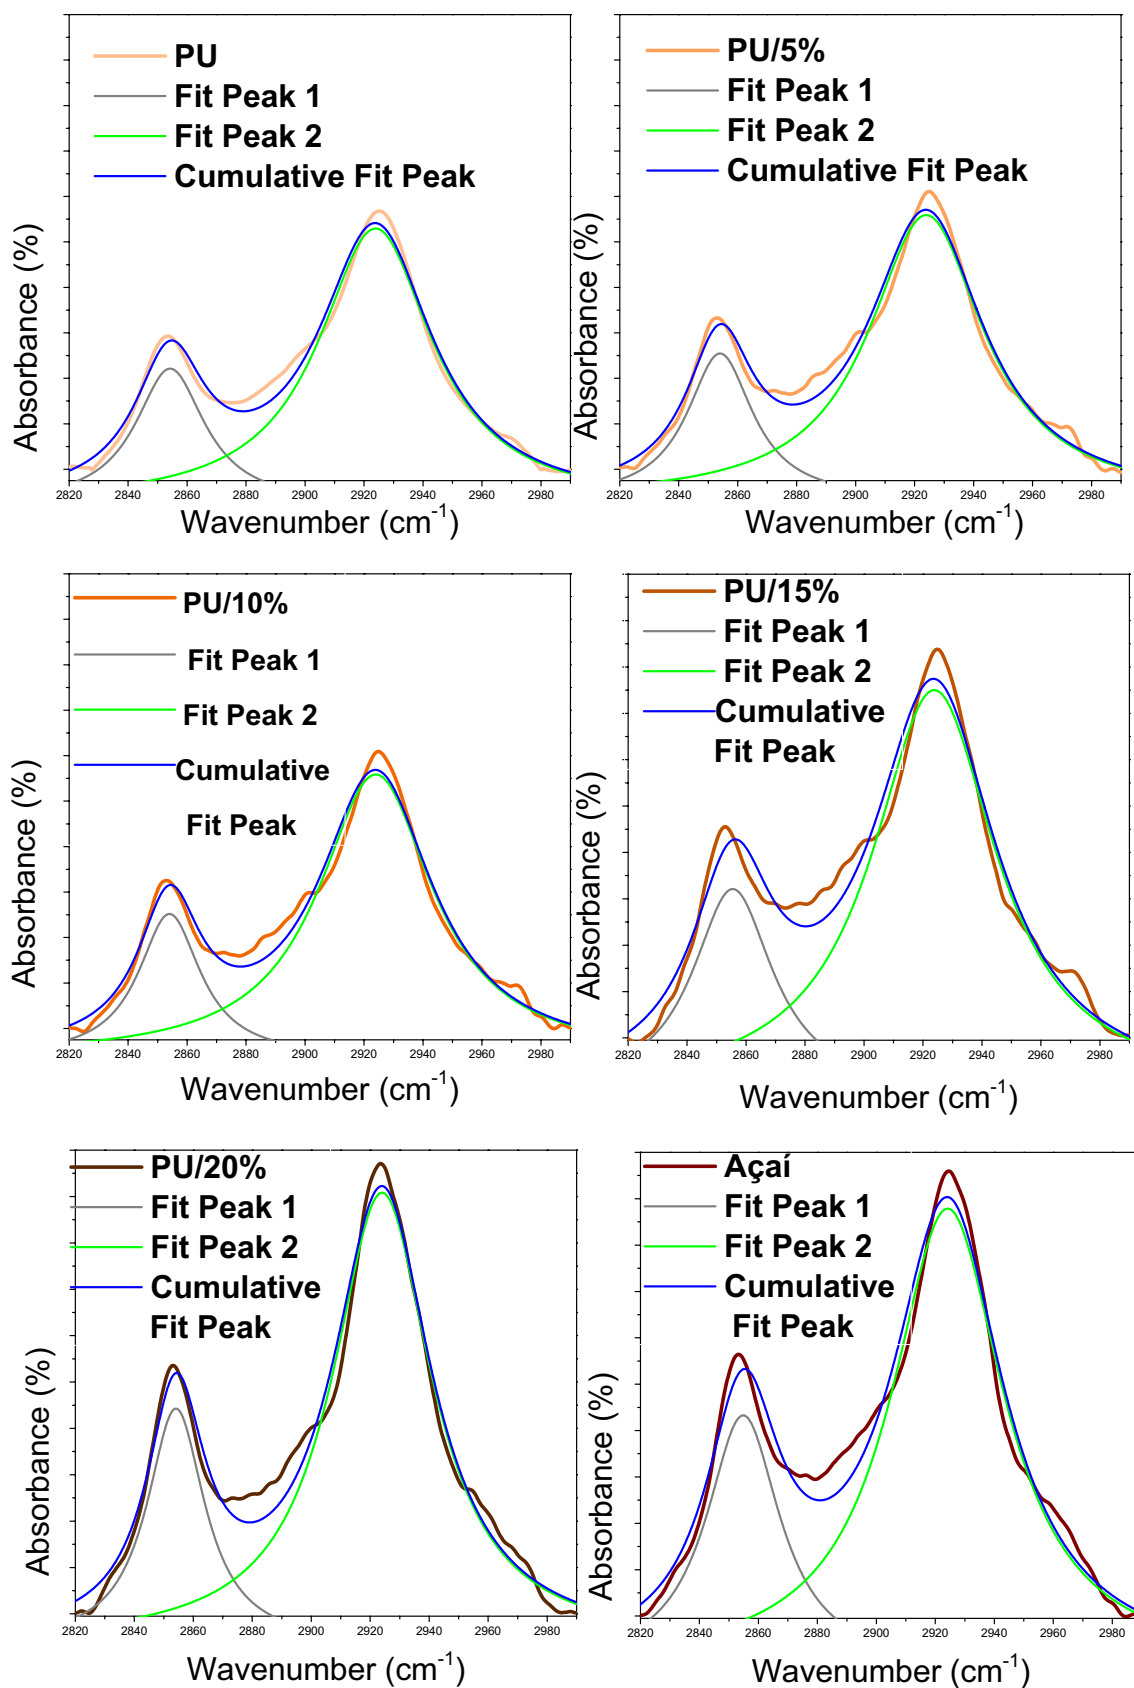 PU
Fit Peak 1
Fit Peak 2
Cumulative Fit Peak
Absorbance (%)
2820 2840 2860 2880 2900 2920 2940 2960 2980
Wavenumber (cm⁻¹)
PU/5%
Fit Peak 1
Fit Peak 2
Cumulative Fit Peak
Absorbance (%)
2820 2840 2860 2880 2900 2920 2940 2960 2980
Wavenumber (cm⁻¹)
PU/10%
Fit Peak 1
Fit Peak 2
Cumulative
Fit Peak
Absorbance (%)
2820 2840 2860 2880 2900 2920 2940 2960 2980
Wavenumber (cm⁻¹)
PU/15%
Fit Peak 1
Fit Peak 2
Cumulative
Fit Peak
Absorbance (%)
2820 2840 2860 2880 2900 2920 2940 2960 2980
Wavenumber (cm⁻¹)
PU/20%
Fit Peak 1
Fit Peak 2
Cumulative
Fit Peak
Absorbance (%)
2820 2840 2860 2880 2900 2920 2940 2960 2980
Wavenumber (cm⁻¹)
Açaí
Fit Peak 1
Fit Peak 2
Cumulative
Fit Peak
Absorbance (%)
2820 2840 2860 2880 2900 2920 2940 2960 2980
Wavenumber (cm⁻¹)